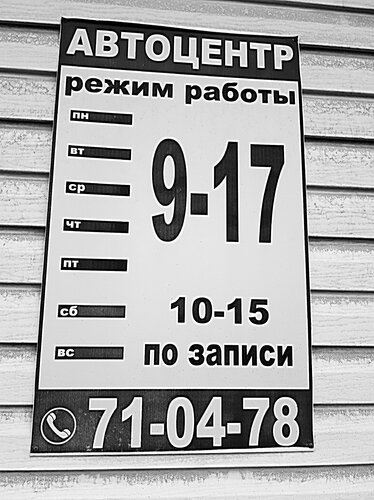 АВТОЦЕНТР
режим работы
пн
вт
ср
9-17
чт
пт
сб 10-15
вс по записи
71-04-78